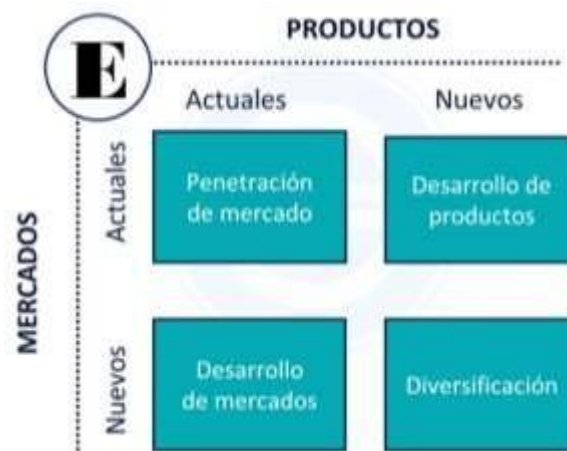 PRODUCTOS
E
Actuales
Nuevos
MERCADOS
Actuales
Penetración
de mercado
Desarrollo de
productos
Nuevos
Desarrollo
de mercados
Diversificación